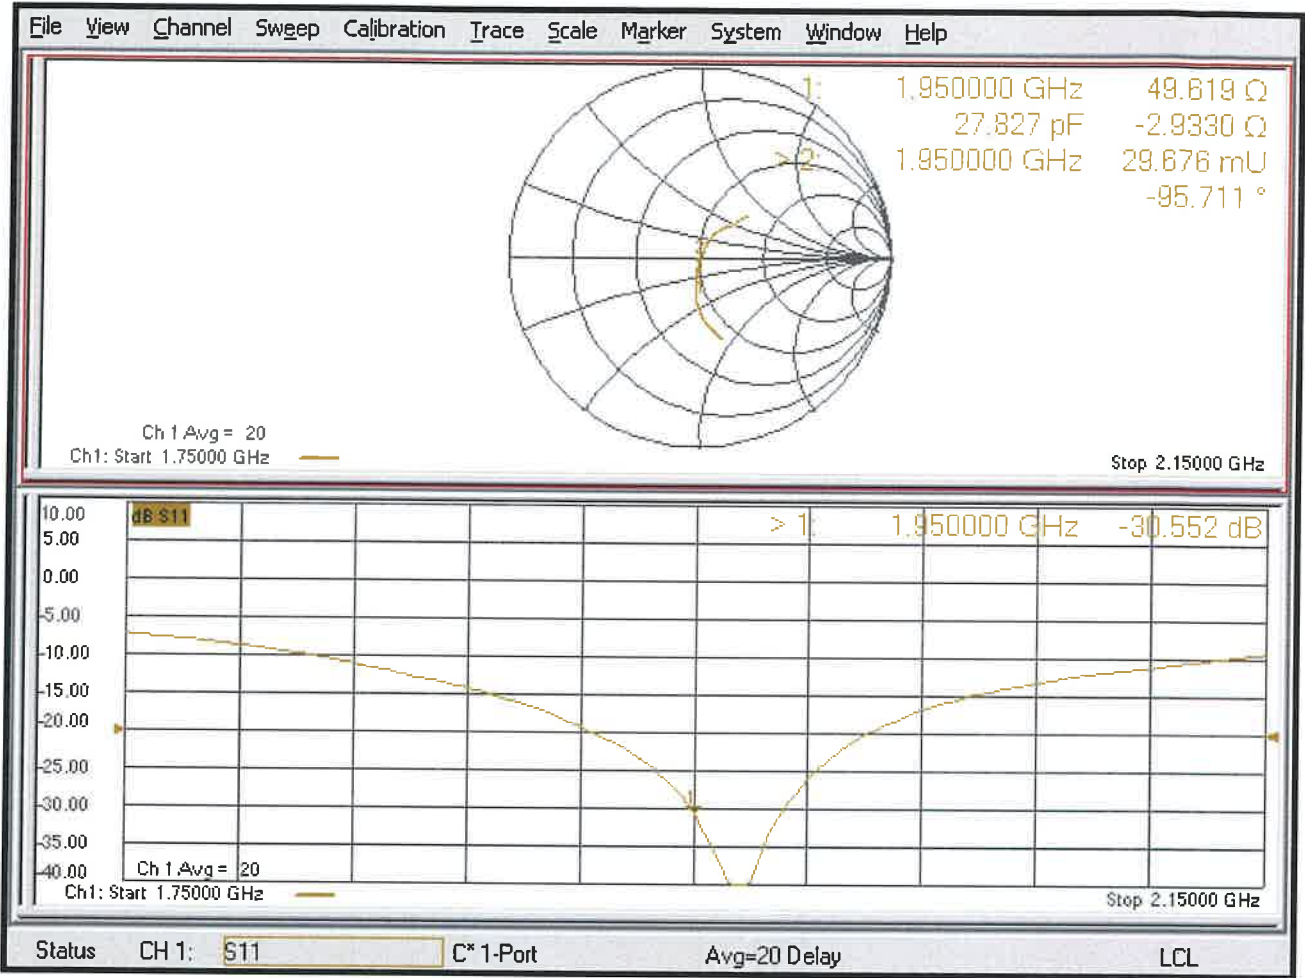 File View Channel Sweep Calibration Trace Scale Marker System Window Help
1: 1.950000 GHz 49.619 Ω
27.827 pF -2.9330 Ω
> 2: 1.950000 GHz 29.676 mU
-95.711 °
Ch 1 Avg = 20
Ch1: Start 1.75000 GHz
Stop 2.15000 GHz
10.00
dB S11
> 1: 1.950000 GHz -30.552 dB
5.00
0.00
-5.00
-10.00
-15.00
-20.00
-25.00
-30.00
1
-35.00
-40.00
Ch 1 Avg = 20
Ch1: Start 1.75000 GHz
Stop 2.15000 GHz
Status CH 1: S11 C* 1-Port Avg=20 Delay LCL